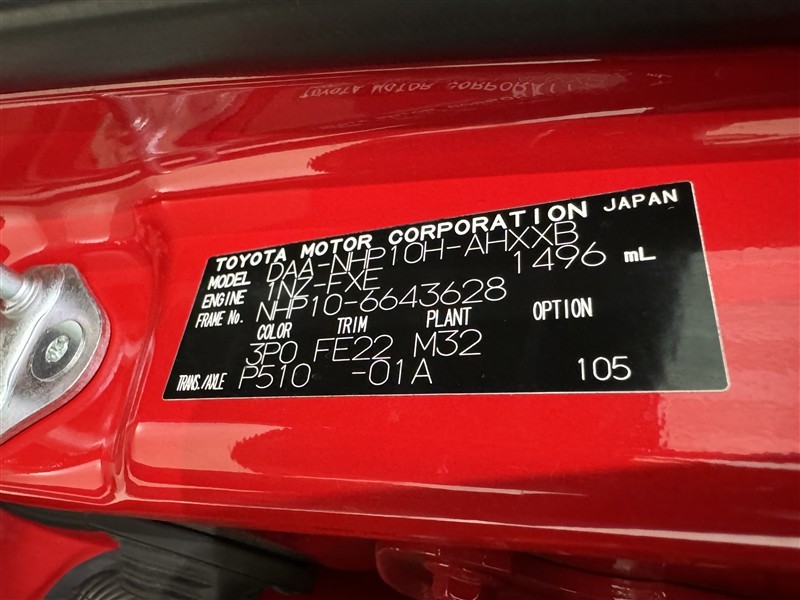 TOYOTA MOTOR CORPORATION JAPAN
MODEL DAA-NHP10H-AHXXB
ENGINE 1NZ-FXE 1496 mL
FRAME No. NHP10-6643628
COLOR TRIM PLANT OPTION
3P0 FE22 M32
TRANS./AXLE P510 -01A 105